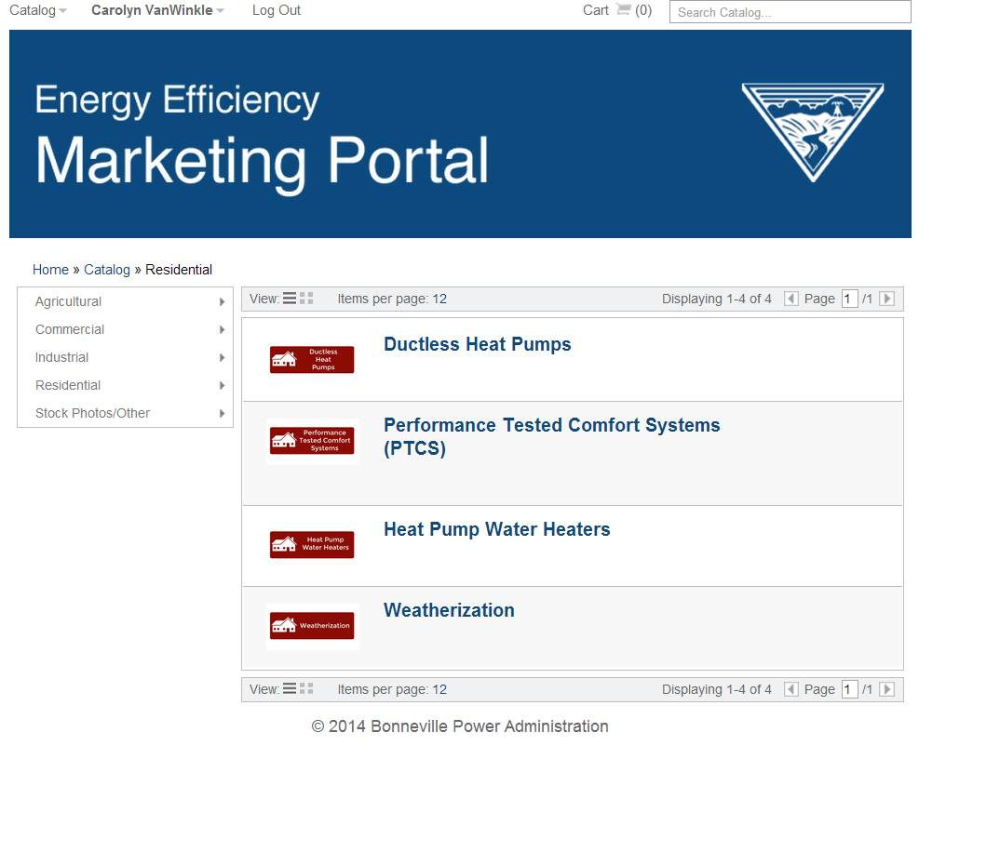 Catalog Carolyn VanWinkle Log Out Cart (0) Search Catalog...
Energy Efficiency
Marketing Portal
Home » Catalog » Residential
Agricultural
Commercial
Industrial
Residential
Stock Photos/Other
View: Items per page: 12 Displaying 1-4 of 4 Page 1 /1
Ductless
Heat
Pumps
Ductless Heat Pumps
Performance
Tested Comfort
Systems
Performance Tested Comfort Systems
(PTCS)
Heat Pump
Water Heaters
Heat Pump Water Heaters
Weatherization
Weatherization
View: Items per page: 12 Displaying 1-4 of 4 Page 1 /1
© 2014 Bonneville Power Administration